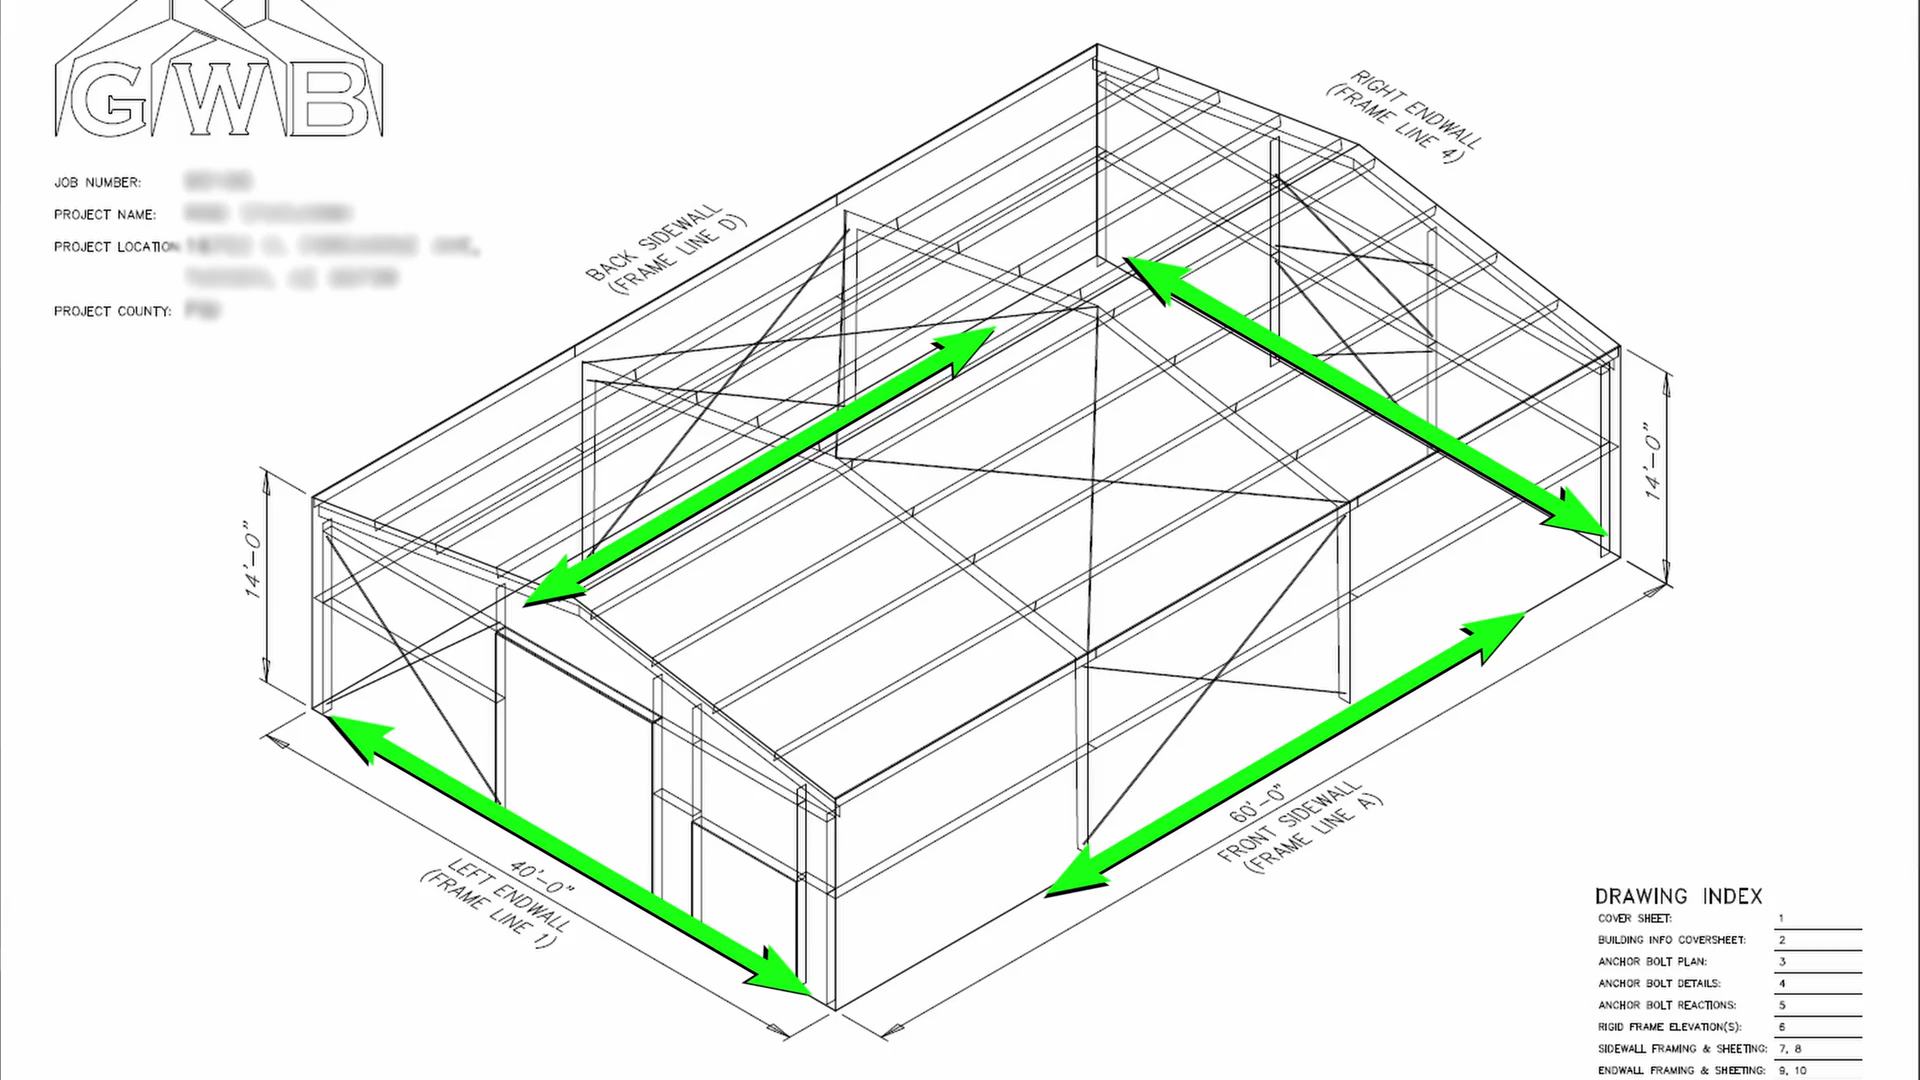 GWB
JOB NUMBER:
PROJECT NAME:
PROJECT LOCATION:
PROJECT COUNTY:
BACK SIDEWALL
(FRAME LINE D)
RIGHT ENDWALL
(FRAME LINE 4)
14'-0"
14'-0"
40'-0"
LEFT ENDWALL
(FRAME LINE 1)
60'-0"
FRONT SIDEWALL
(FRAME LINE A)
DRAWING INDEX
COVER SHEET: 1
BUILDING INFO COVERSHEET: 2
ANCHOR BOLT PLAN: 3
ANCHOR BOLT DETAILS: 4
ANCHOR BOLT REACTIONS: 5
RIGID FRAME ELEVATION(S): 6
SIDEWALL FRAMING & SHEETING: 7, 8
ENDWALL FRAMING & SHEETING: 9, 10